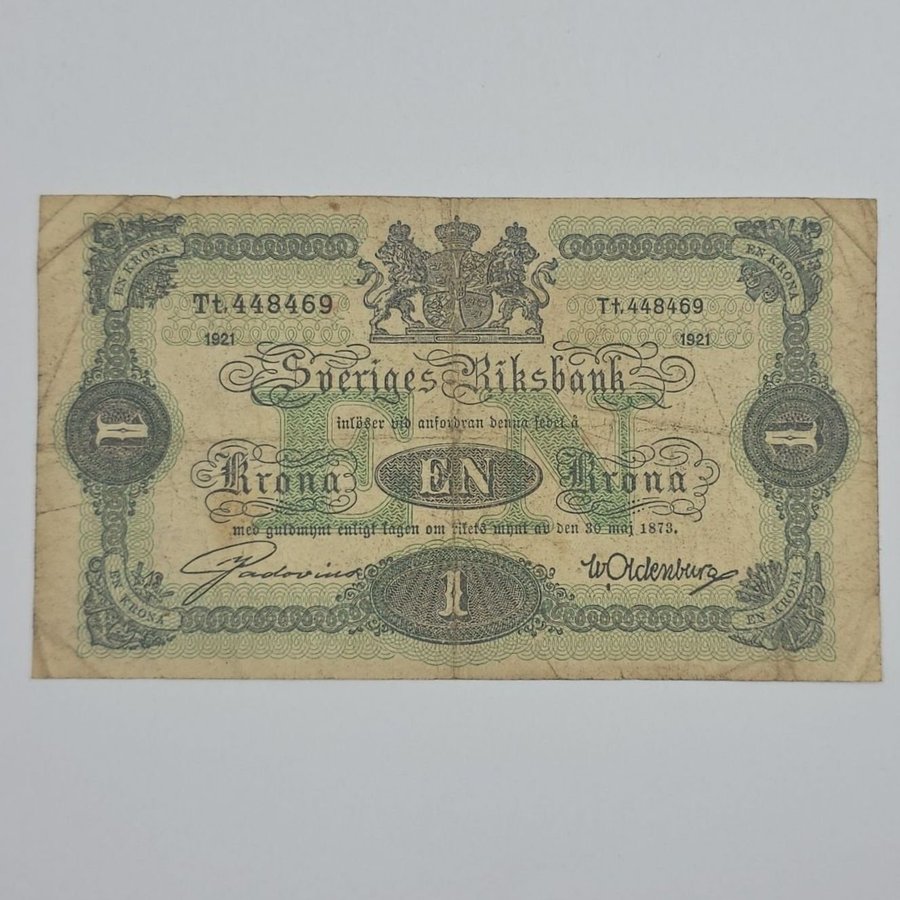 EN KRONA
EN KRONA
Tt.448469
Tt.448469
1921
1921
Sveriges Riksbank
inlöser vid anfordran denna sedel å
1
1
Krona EN Krona
EN
med guldmynt enligt lagen om rikets mynt av den 30 maj 1873.
WOldenburg
1
EN KRONA
EN KRONA